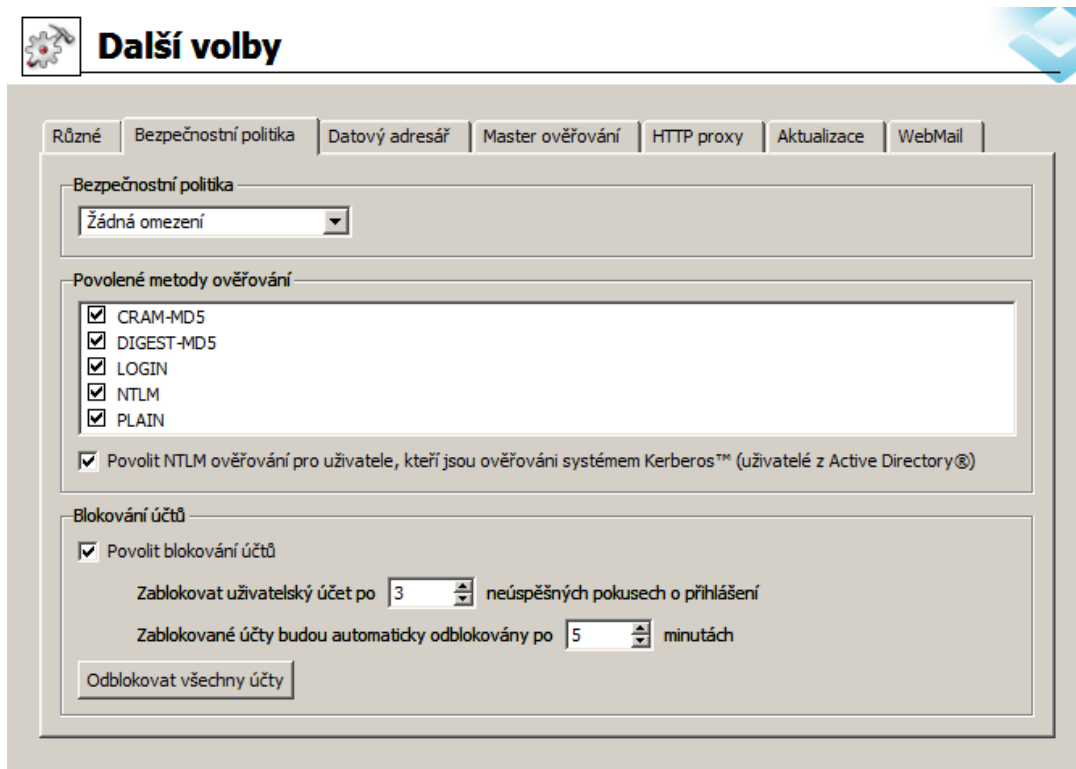 Další volby
Různé Bezpečnostní politika Datový adresář Master ověřování HTTP proxy Aktualizace WebMail
Bezpečnostní politika
Žádná omezení
Povolené metody ověřování
CRAM-MD5
DIGEST-MD5
LOGIN
NTLM
PLAIN
Povolit NTLM ověřování pro uživatele, kteří jsou ověřováni systémem Kerberos™ (uživatelé z Active Directory®)
Blokování účtů
Povolit blokování účtů
Zablokovat uživatelský účet po 3 neúspěšných pokusech o přihlášení
Zablokované účty budou automaticky odblokovány po 5 minutách
Odblokovat všechny účty